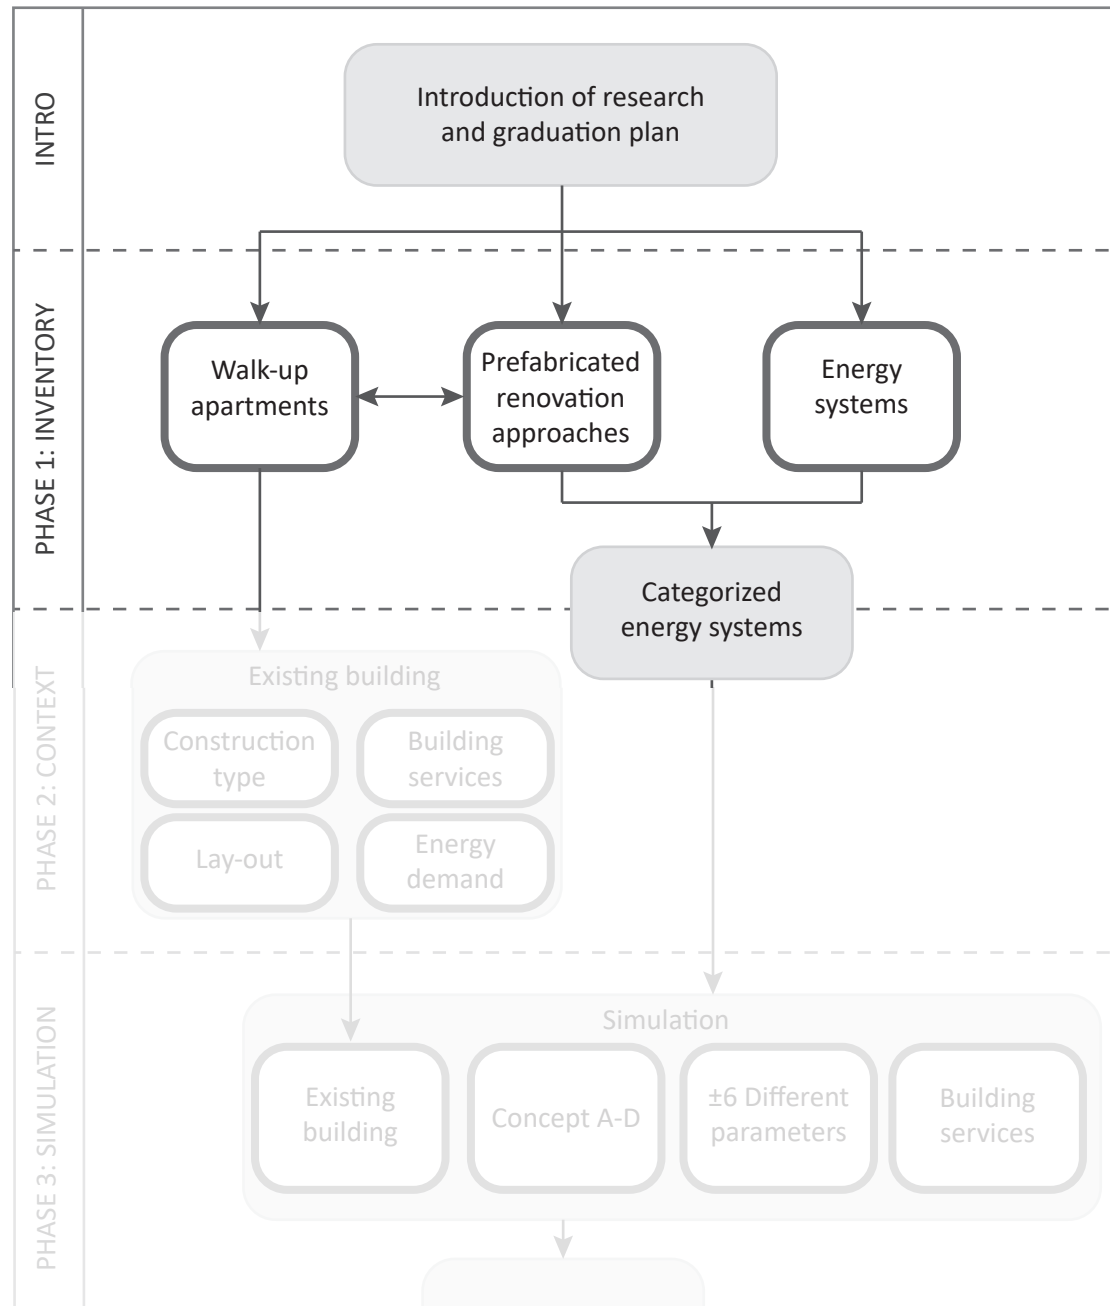 INTRO
Introduction of research
and graduation plan
PHASE 1: INVENTORY
Walk-up
apartments
Prefabricated
renovation
approaches
Energy
systems
Categorized
energy systems
PHASE 2: CONTEXT
Existing building
Construction
type
Building
services
Lay-out
Energy
demand
PHASE 3: SIMULATION
Simulation
Existing
building
Concept A-D
±6 Different
parameters
Building
services